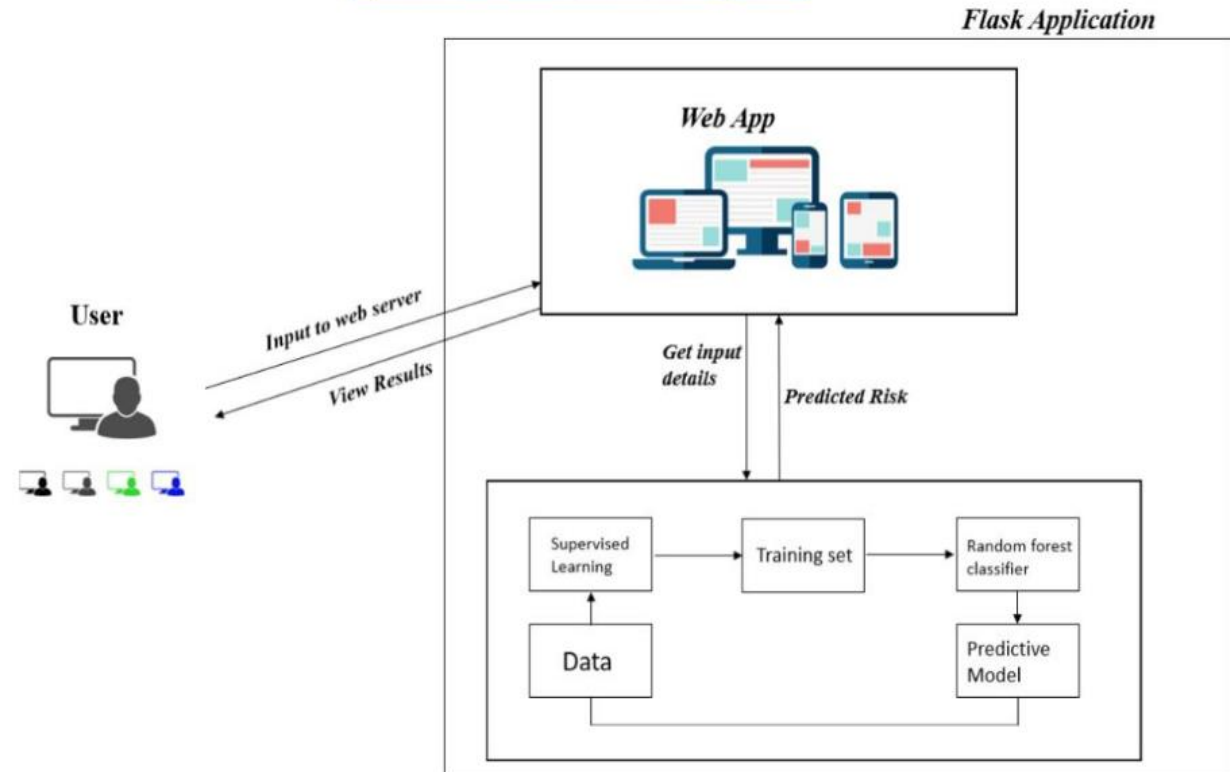 Flask Application
Web App
User
Input to web server
View Results
Get input
details
Predicted Risk
Supervised
Learning
Training set
Random forest
classifier
Data
Predictive
Model